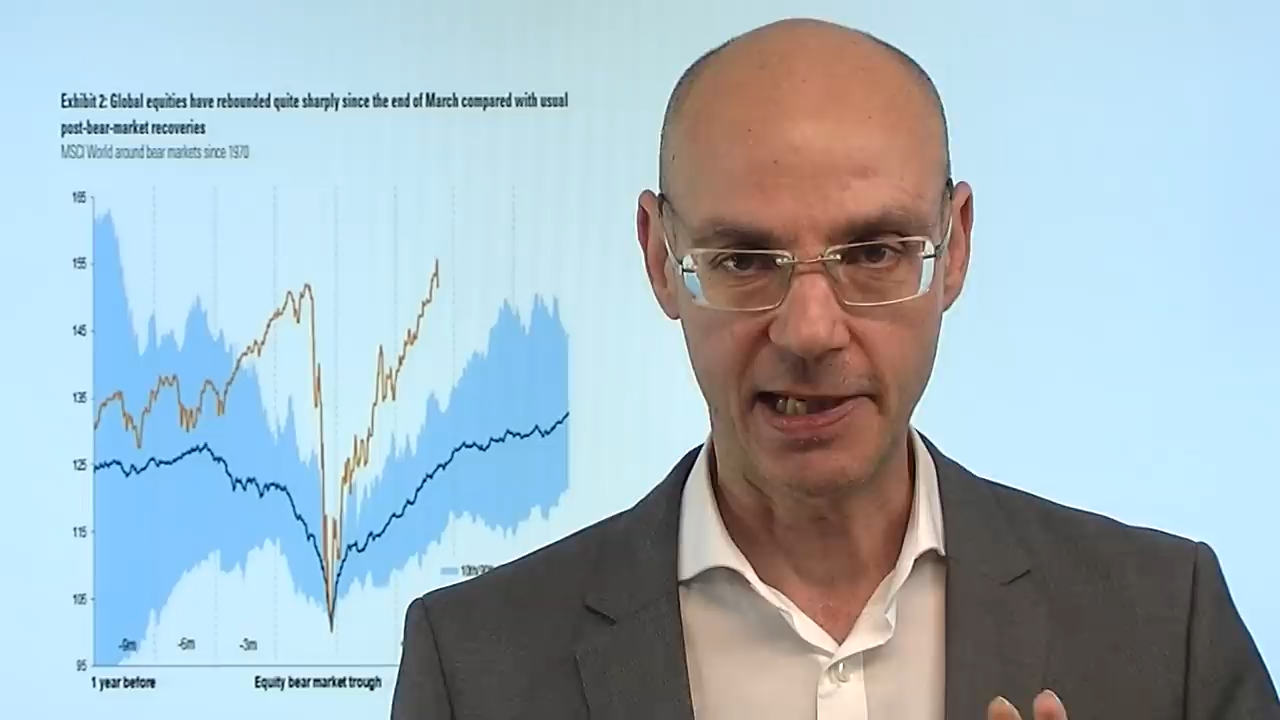 Exhibit 2: Global equities have rebounded quite sharply since the end of March compared with usual
post-bear-market recoveries
MSCI World around bear markets since 1970
165
155
145
135
125
115
105
95
-9m -6m -3m
1 year before Equity bear market trough